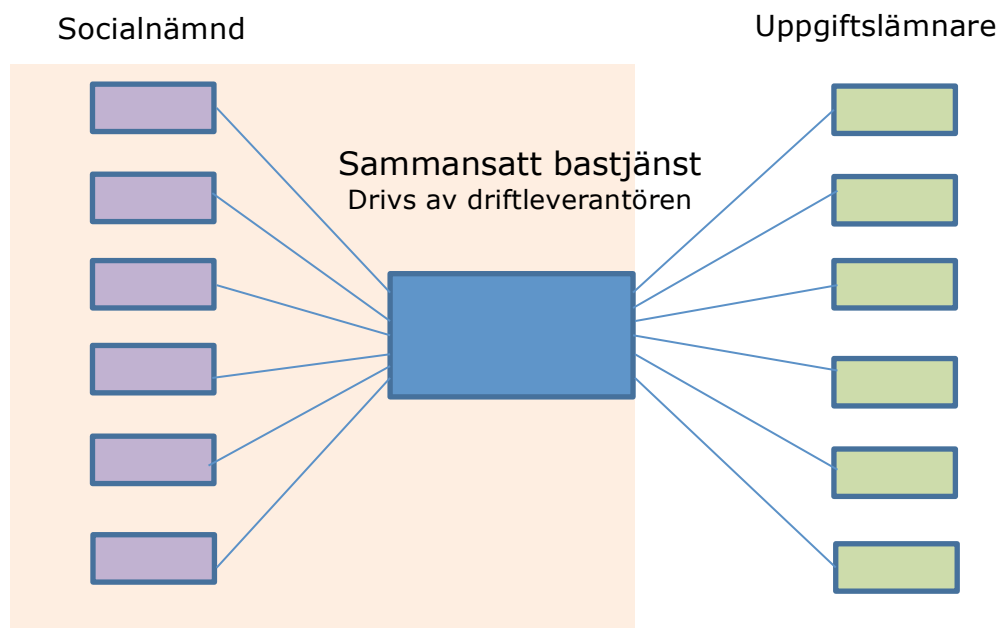 Socialnämnd
Uppgiftslämnare
Sammansatt bastjänst
Drivs av driftleverantören